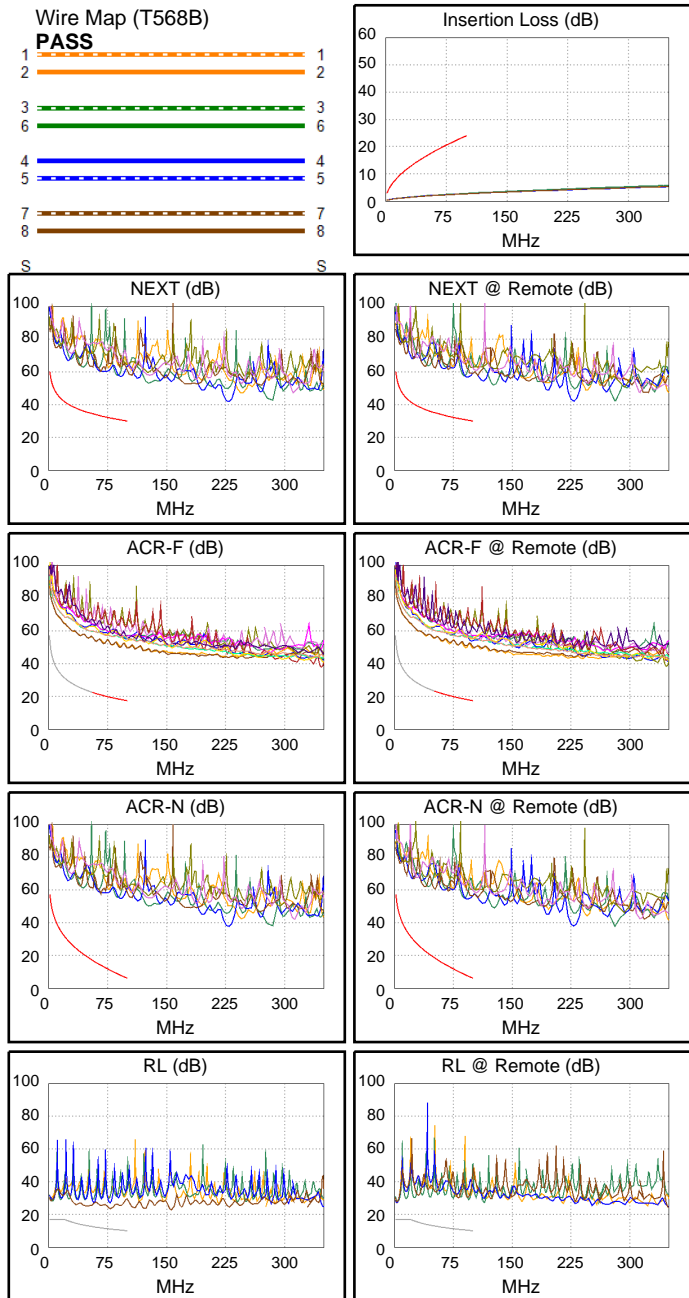 Wire Map (T568B)
PASS
1 1
2 2
3 3
6 6
4 4
5 5
7 7
8 8
S S
Insertion Loss (dB)
60
50
40
30
20
10
0
0 75 150 225 300
MHz
NEXT (dB)
100
80
60
40
20
0
0 75 150 225 300
MHz
NEXT @ Remote (dB)
100
80
60
40
20
0
0 75 150 225 300
MHz
ACR-F (dB)
100
80
60
40
20
0
0 75 150 225 300
MHz
ACR-F @ Remote (dB)
100
80
60
40
20
0
0 75 150 225 300
MHz
ACR-N (dB)
100
80
60
40
20
0
0 75 150 225 300
MHz
ACR-N @ Remote (dB)
100
80
60
40
20
0
0 75 150 225 300
MHz
RL (dB)
100
80
60
40
20
0
0 75 150 225 300
MHz
RL @ Remote (dB)
100
80
60
40
20
0
0 75 150 225 300
MHz